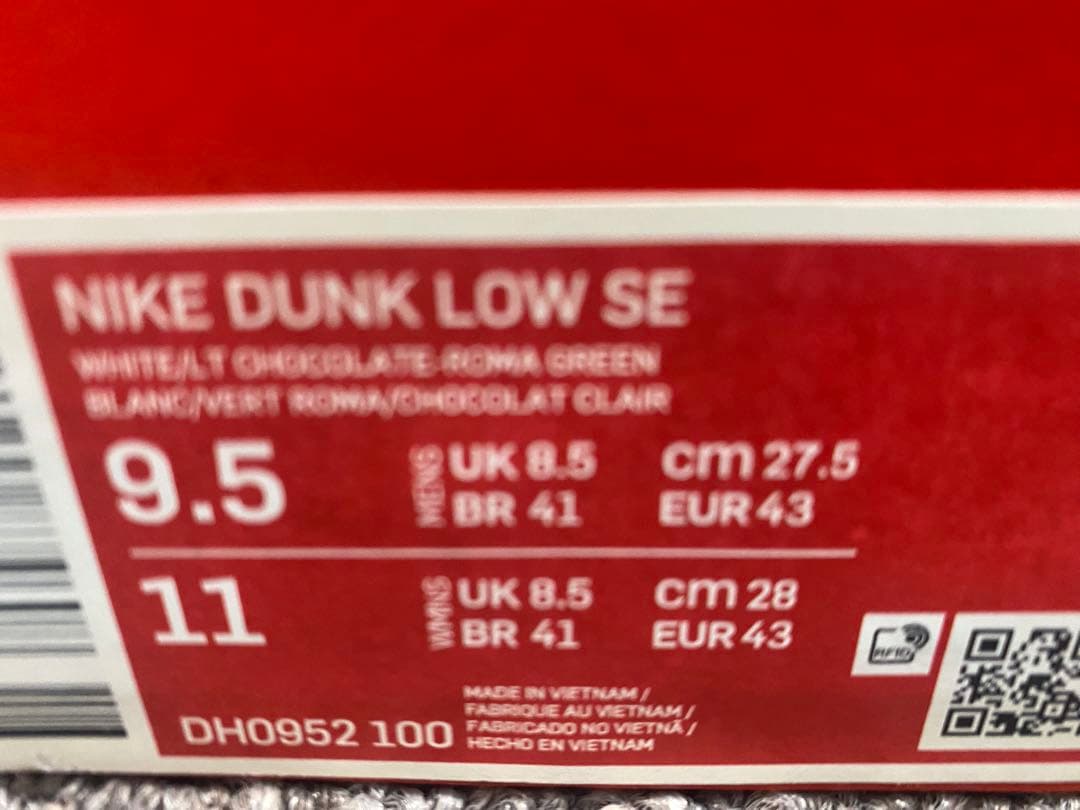 NIKE DUNK LOW SE
WHITE/LT CHOCOLATE-ROMA GREEN
BLANC/VERT ROMA/CHOCOLAT CLAIR
9.5 MENS UK 8.5 cm 27.5
BR 41 EUR 43
11 WMNS UK 8.5 cm 28
BR 41 EUR 43
RFID
DH0952 100
MADE IN VIETNAM /
FABRIQUE AU VIETNAM /
FABRICADO NO VIETNÃ /
HECHO EN VIETNAM